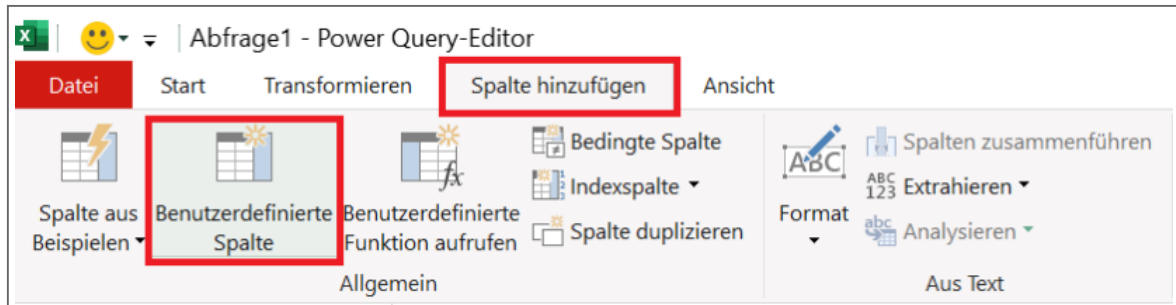 Abfrage1 - Power Query-Editor
Datei Start Transformieren Spalte hinzufügen Ansicht
Spalte aus
Beispielen
Benutzerdefinierte
Spalte
Benutzerdefinierte
Funktion aufrufen
fx
Bedingte Spalte
Indexspalte
Spalte duplizieren
Allgemein
ABC
Format
Spalten zusammenführen
ABC
123
Extrahieren
abc
Analysieren
Aus Text